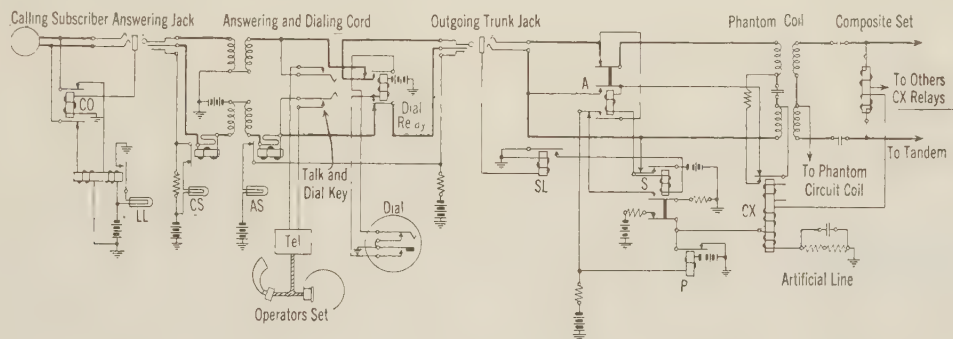 Calling Subscriber Answering Jack
Answering and Dialing Cord
Outgoing Trunk Jack
Phantom Coil
Composite Set
CO
A
Dial
Relay
To Others
CX Relays
To Tandem
Talk and
Dial Key
To Phantom
Circuit Coil
LL
CS
AS
SL
S
CX
Dial
Tel
P
Artificial Line
Operators Set